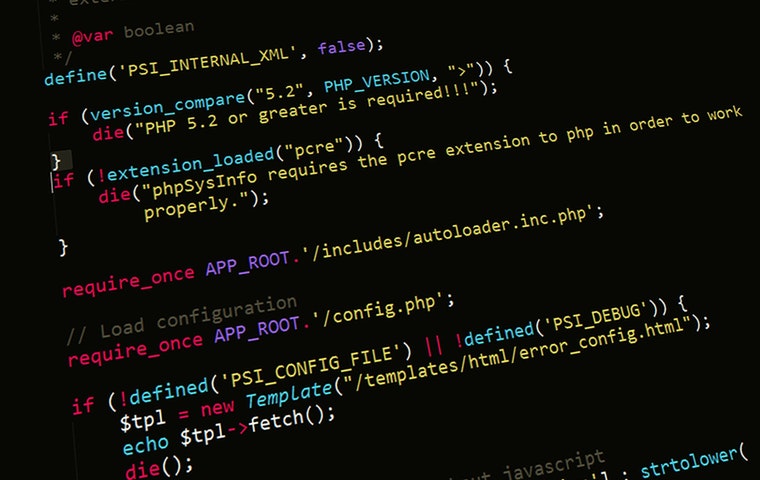 *
* @var boolean
*/
define('PSI_INTERNAL_XML', false);
if (version_compare("5.2", PHP_VERSION, ">")) {
die("PHP 5.2 or greater is required!!!");
}
if (!extension_loaded("pcre")) {
die("phpSysInfo requires the pcre extension to php in order to work
properly.");
}
require_once APP_ROOT.'/includes/autoloader.inc.php';
// Load configuration
require_once APP_ROOT.'/config.php';
if (!defined('PSI_CONFIG_FILE') || !defined('PSI_DEBUG')) {
$tpl = new Template("/templates/html/error_config.html");
echo $tpl->fetch();
die();
javascript
strtolower(